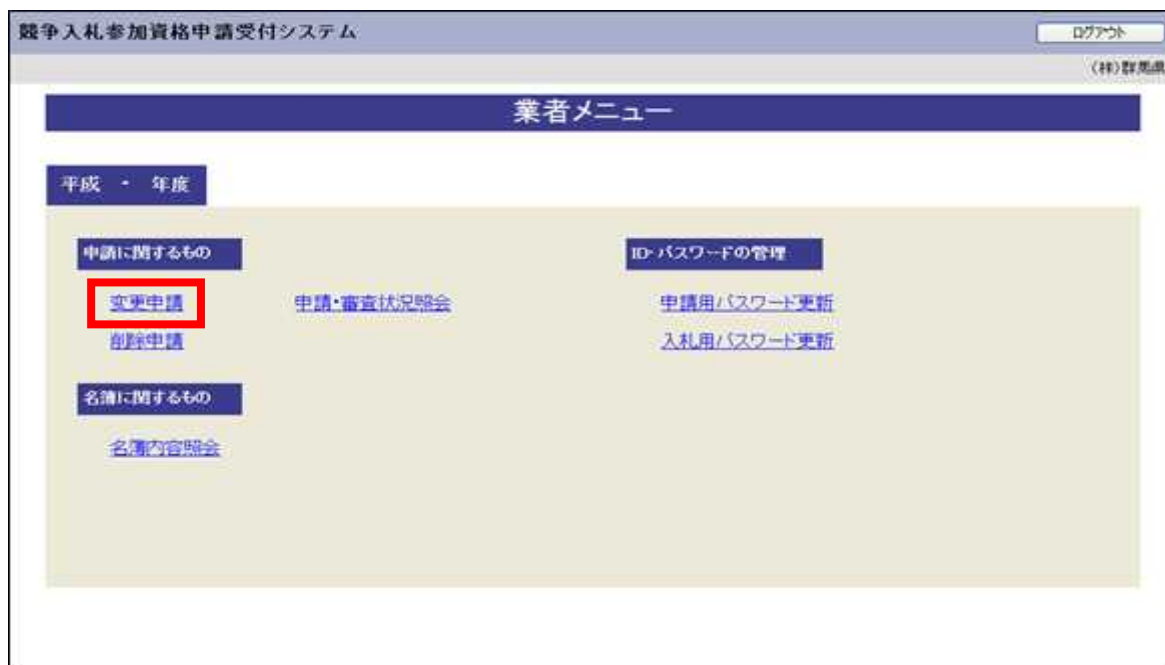 競争入札参加資格申請受付システム
ログアウト
(株)群馬県
業者メニュー
平成 ・ 年度
申請に関するもの
ID・パスワードの管理
変更申請
申請・審査状況照会
申請用パスワード更新
削除申請
入札用パスワード更新
名簿に関するもの
名簿内容照会